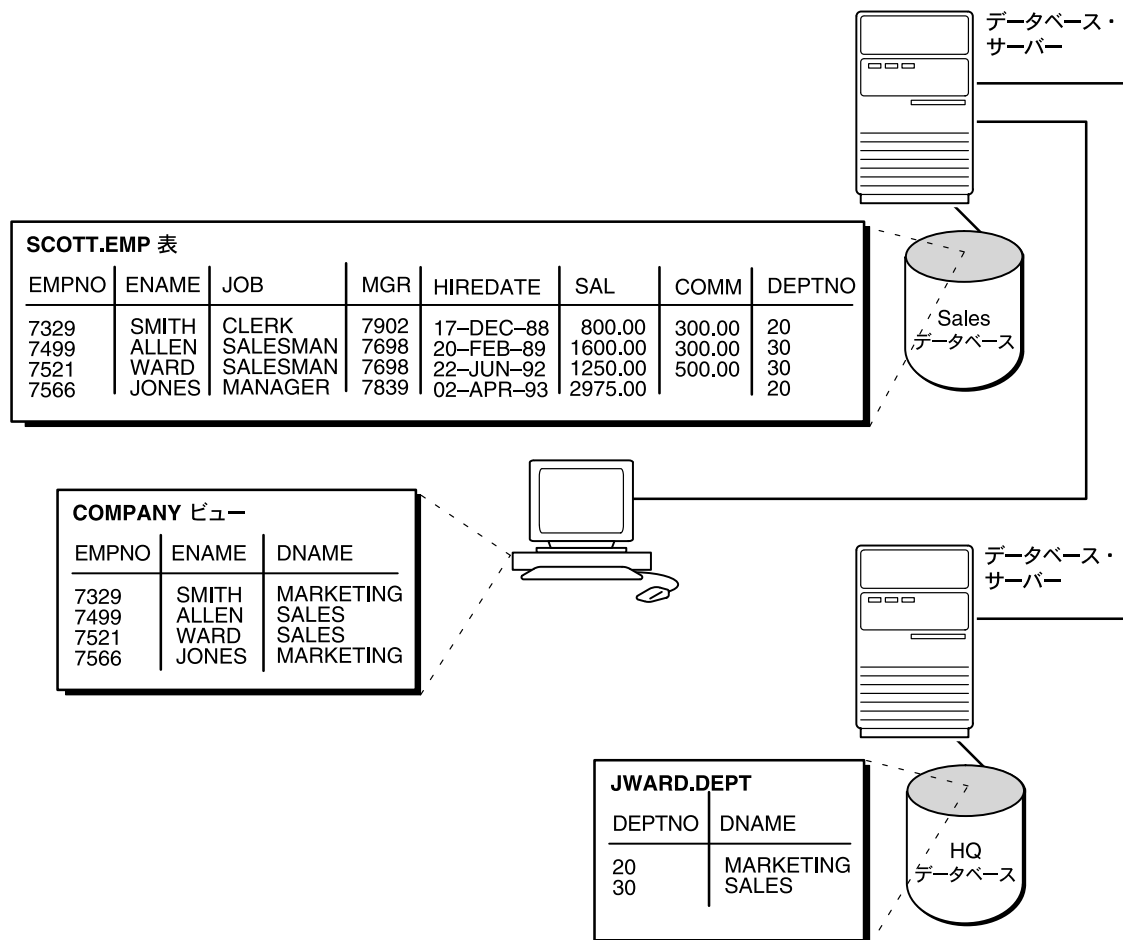 データベース・
サーバー
SCOTT.EMP 表
EMPNO ENAME JOB MGR HIREDATE SAL COMM DEPTNO
7329 SMITH CLERK 7902 17–DEC–88 800.00 300.00 20
7499 ALLEN SALESMAN 7698 20–FEB–89 1600.00 300.00 30
7521 WARD SALESMAN 7698 22–JUN–92 1250.00 500.00 30
7566 JONES MANAGER 7839 02–APR–93 2975.00 20
Sales
データベース
COMPANY ビュー
EMPNO ENAME DNAME
7329 SMITH MARKETING
7499 ALLEN SALES
7521 WARD SALES
7566 JONES MARKETING
データベース・
サーバー
JWARD.DEPT
DEPTNO DNAME
20 MARKETING
30 SALES
HQ
データベース